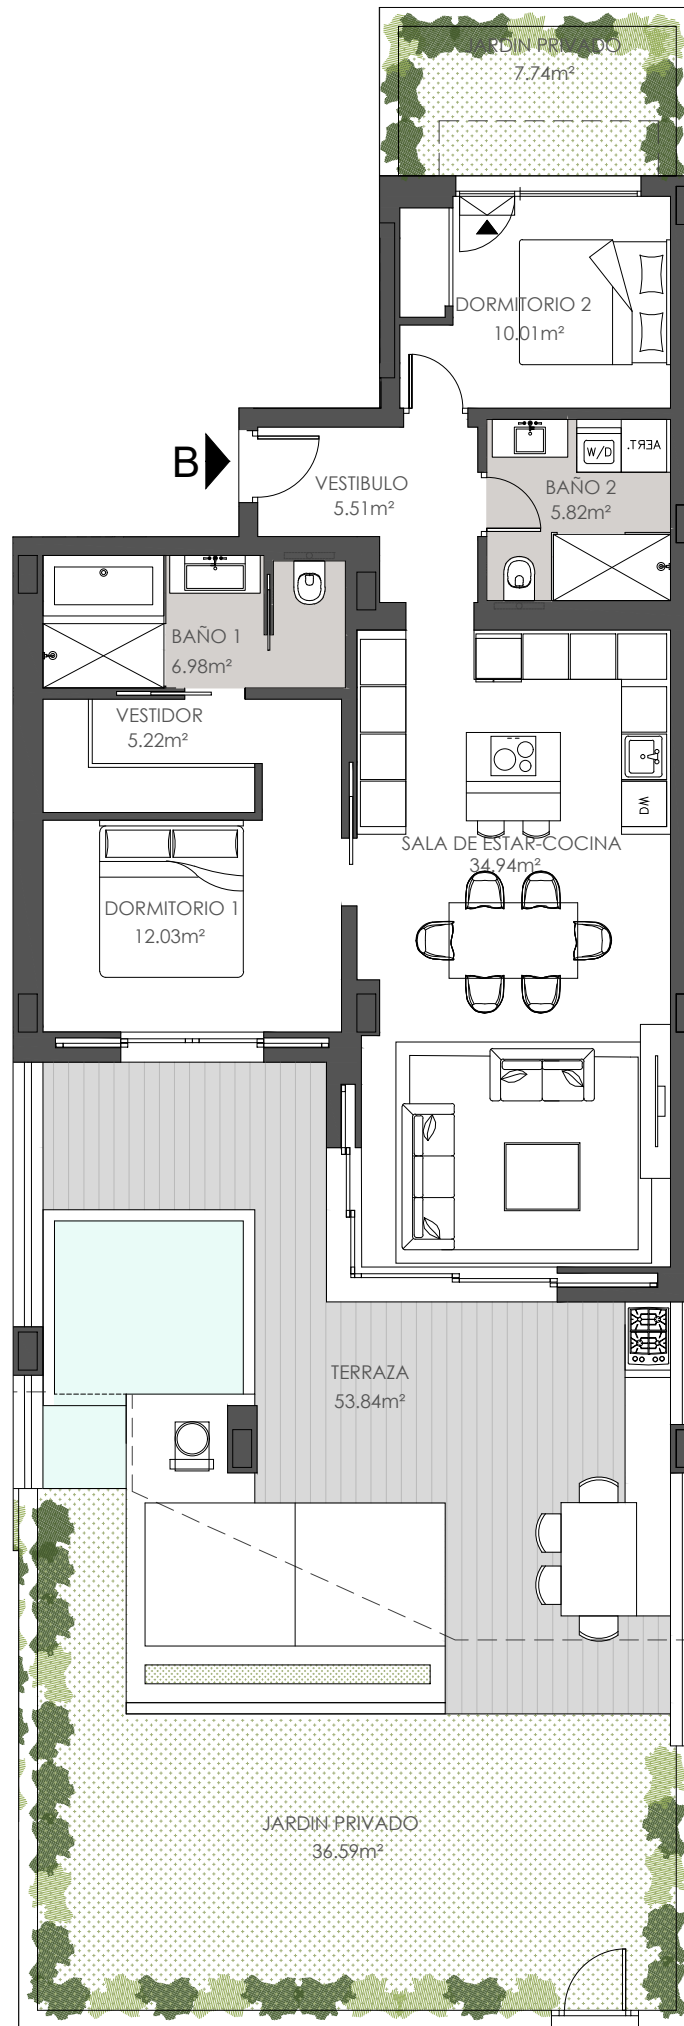 JARDIN PRIVADO
7.74m²
DORMITORIO 2
10.01m²
B
VESTIBULO
5.51m²
W/D
AERT.
BAÑO 2
5.82m²
BAÑO 1
6.98m²
VESTIDOR
5.22m²
WD
SALA DE ESTAR-COCINA
34.94m²
DORMITORIO 1
12.03m²
TERRAZA
53.84m²
JARDIN PRIVADO
36.59m²